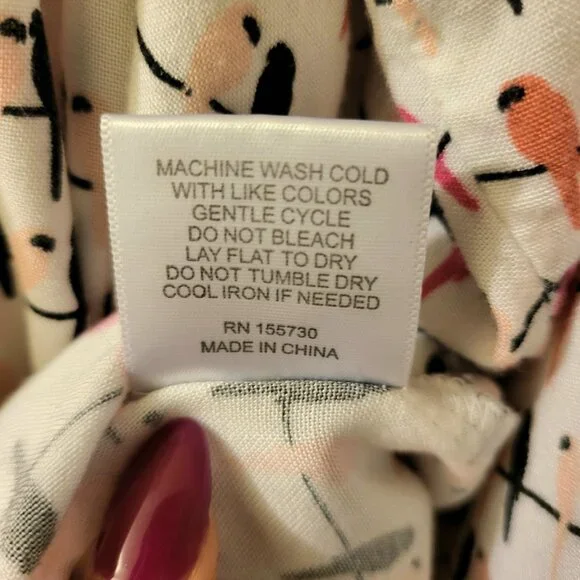 MACHINE WASH COLD
WITH LIKE COLORS
GENTLE CYCLE
DO NOT BLEACH
LAY FLAT TO DRY
DO NOT TUMBLE DRY
COOL IRON IF NEEDED
RN 155730
MADE IN CHINA